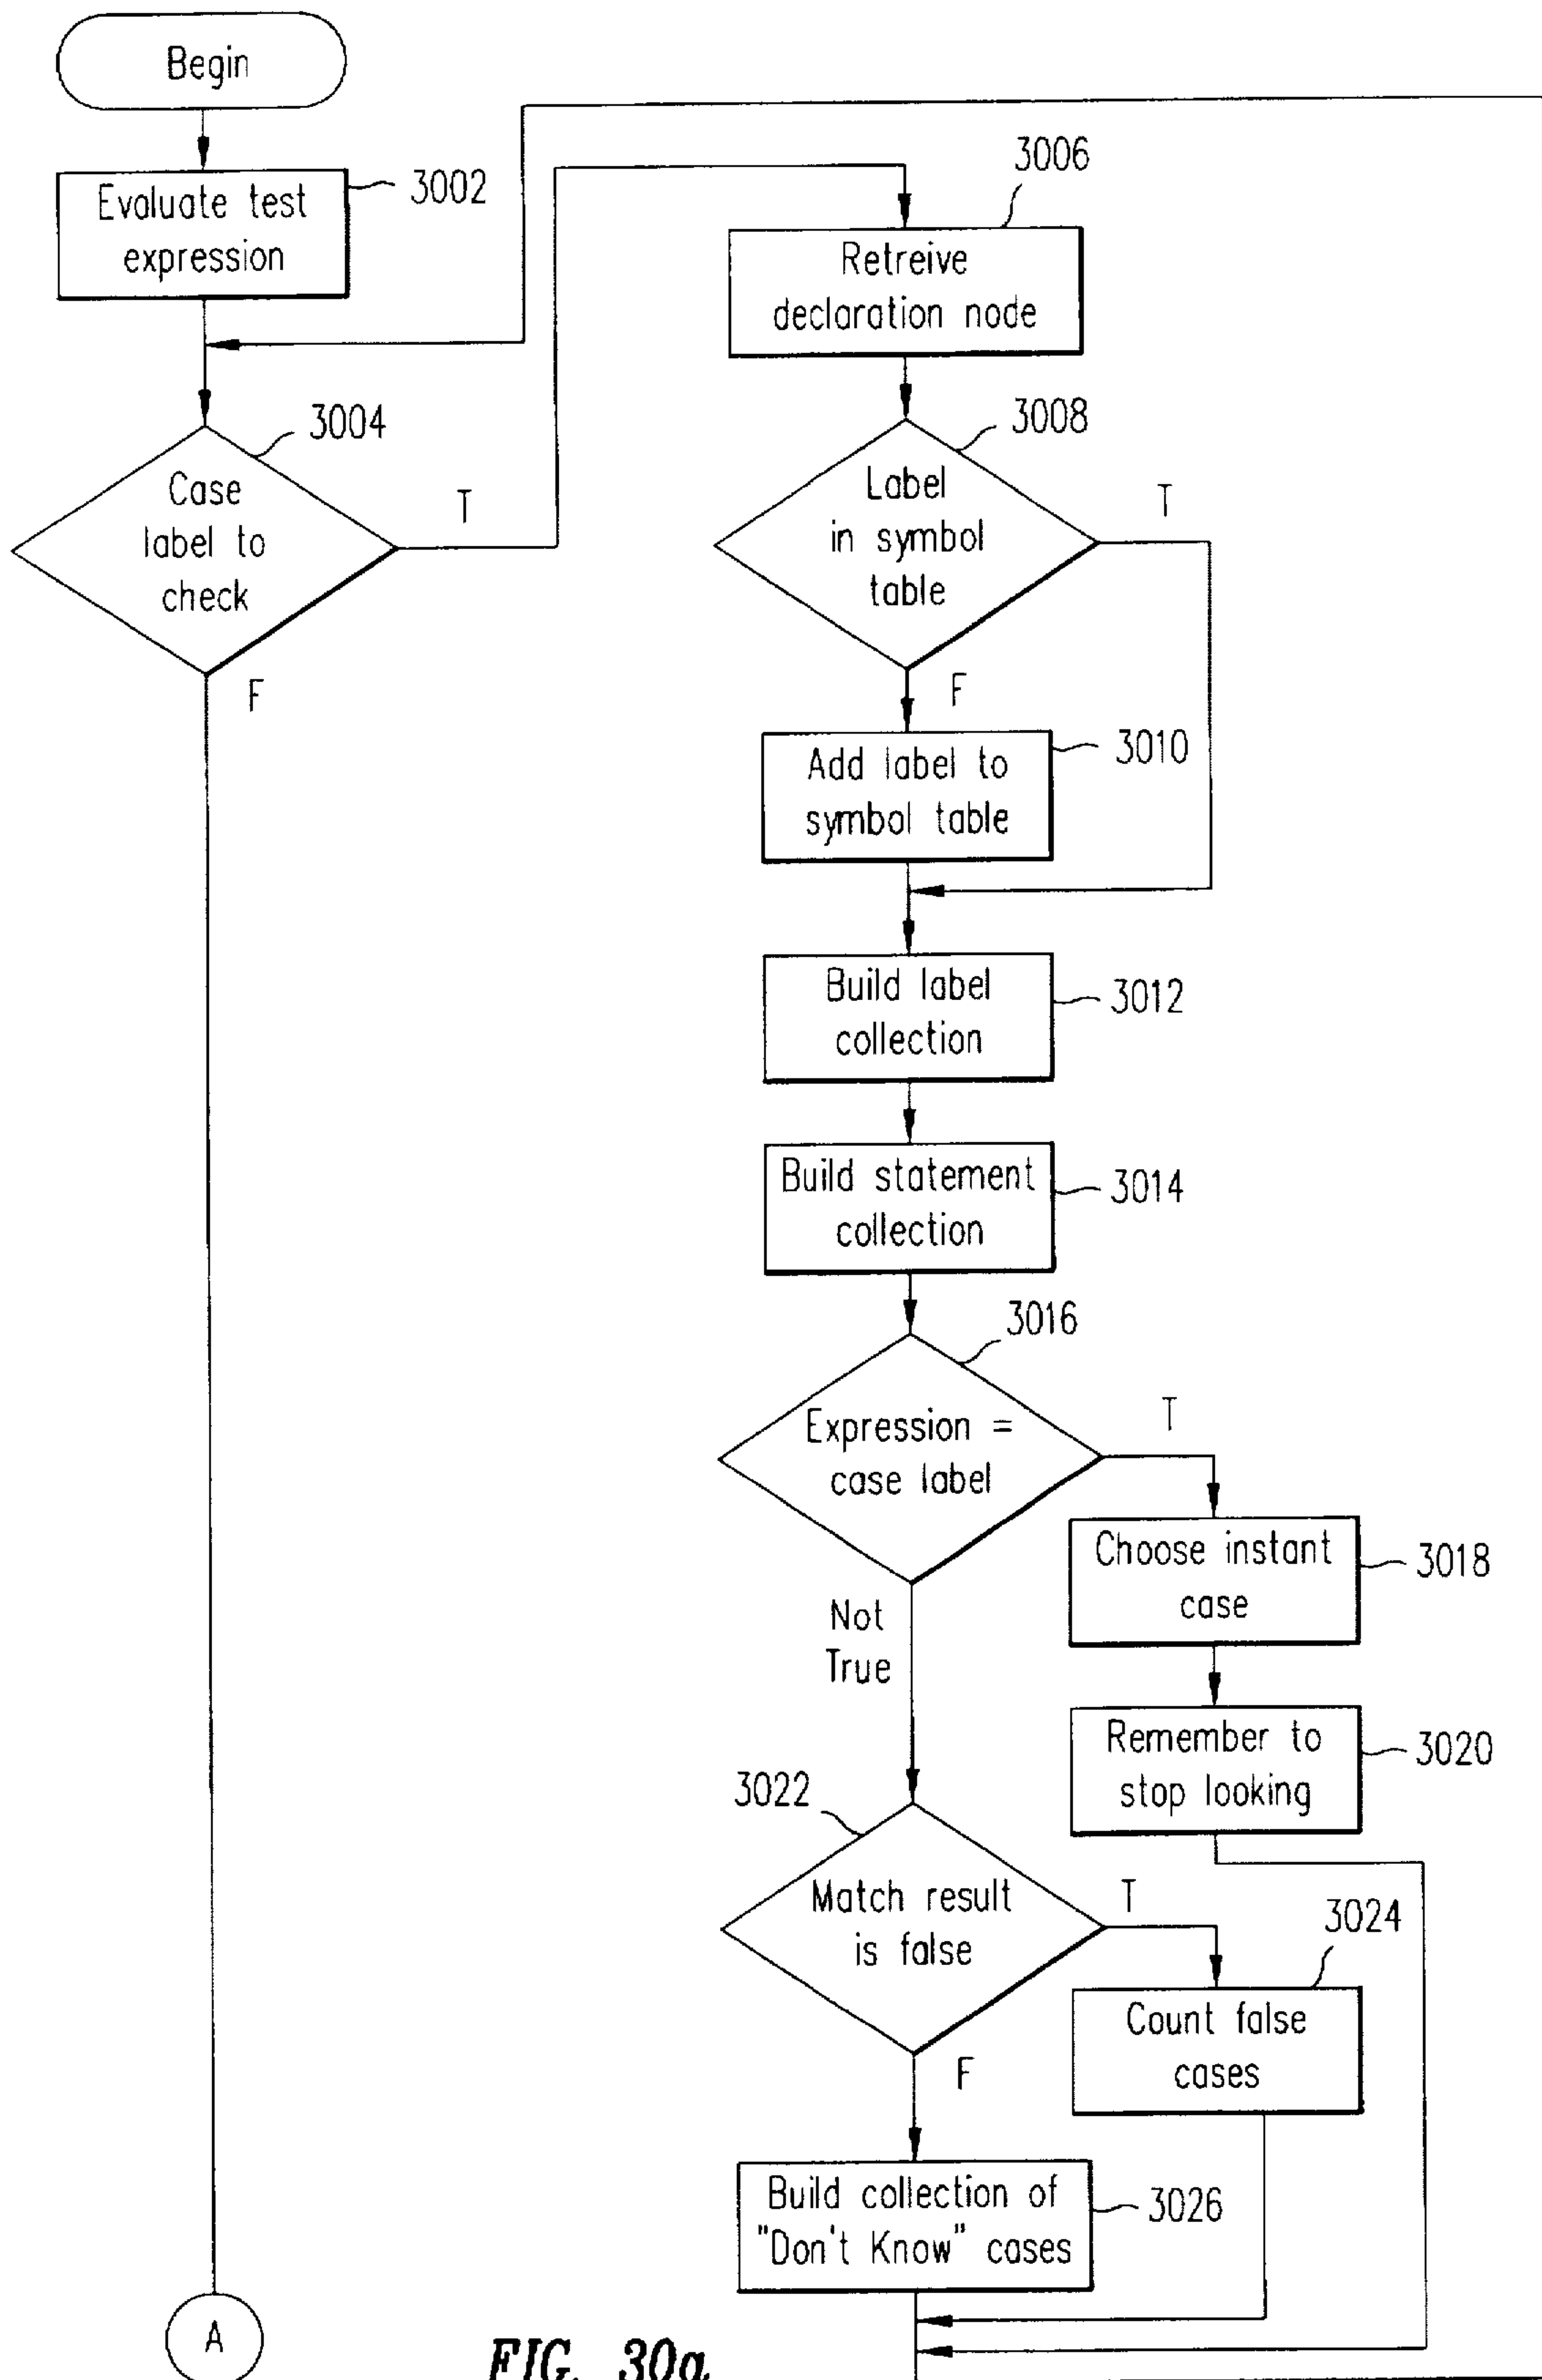 Begin
Evaluate test
expression
3002
3004
Case
label to
check
T
F
3006
Retreive
declaration node
3008
Label
in symbol
table
T
F
Add label to
symbol table
3010
Build label
collection
3012
Build statement
collection
3014
3016
Expression =
case label
T
Not
True
Choose instant
case
3018
Remember to
stop looking
3020
3022
Match result
is false
T
F
3024
Count false
cases
Build collection of
"Don't Know" cases
3026
A
FIG. 30a